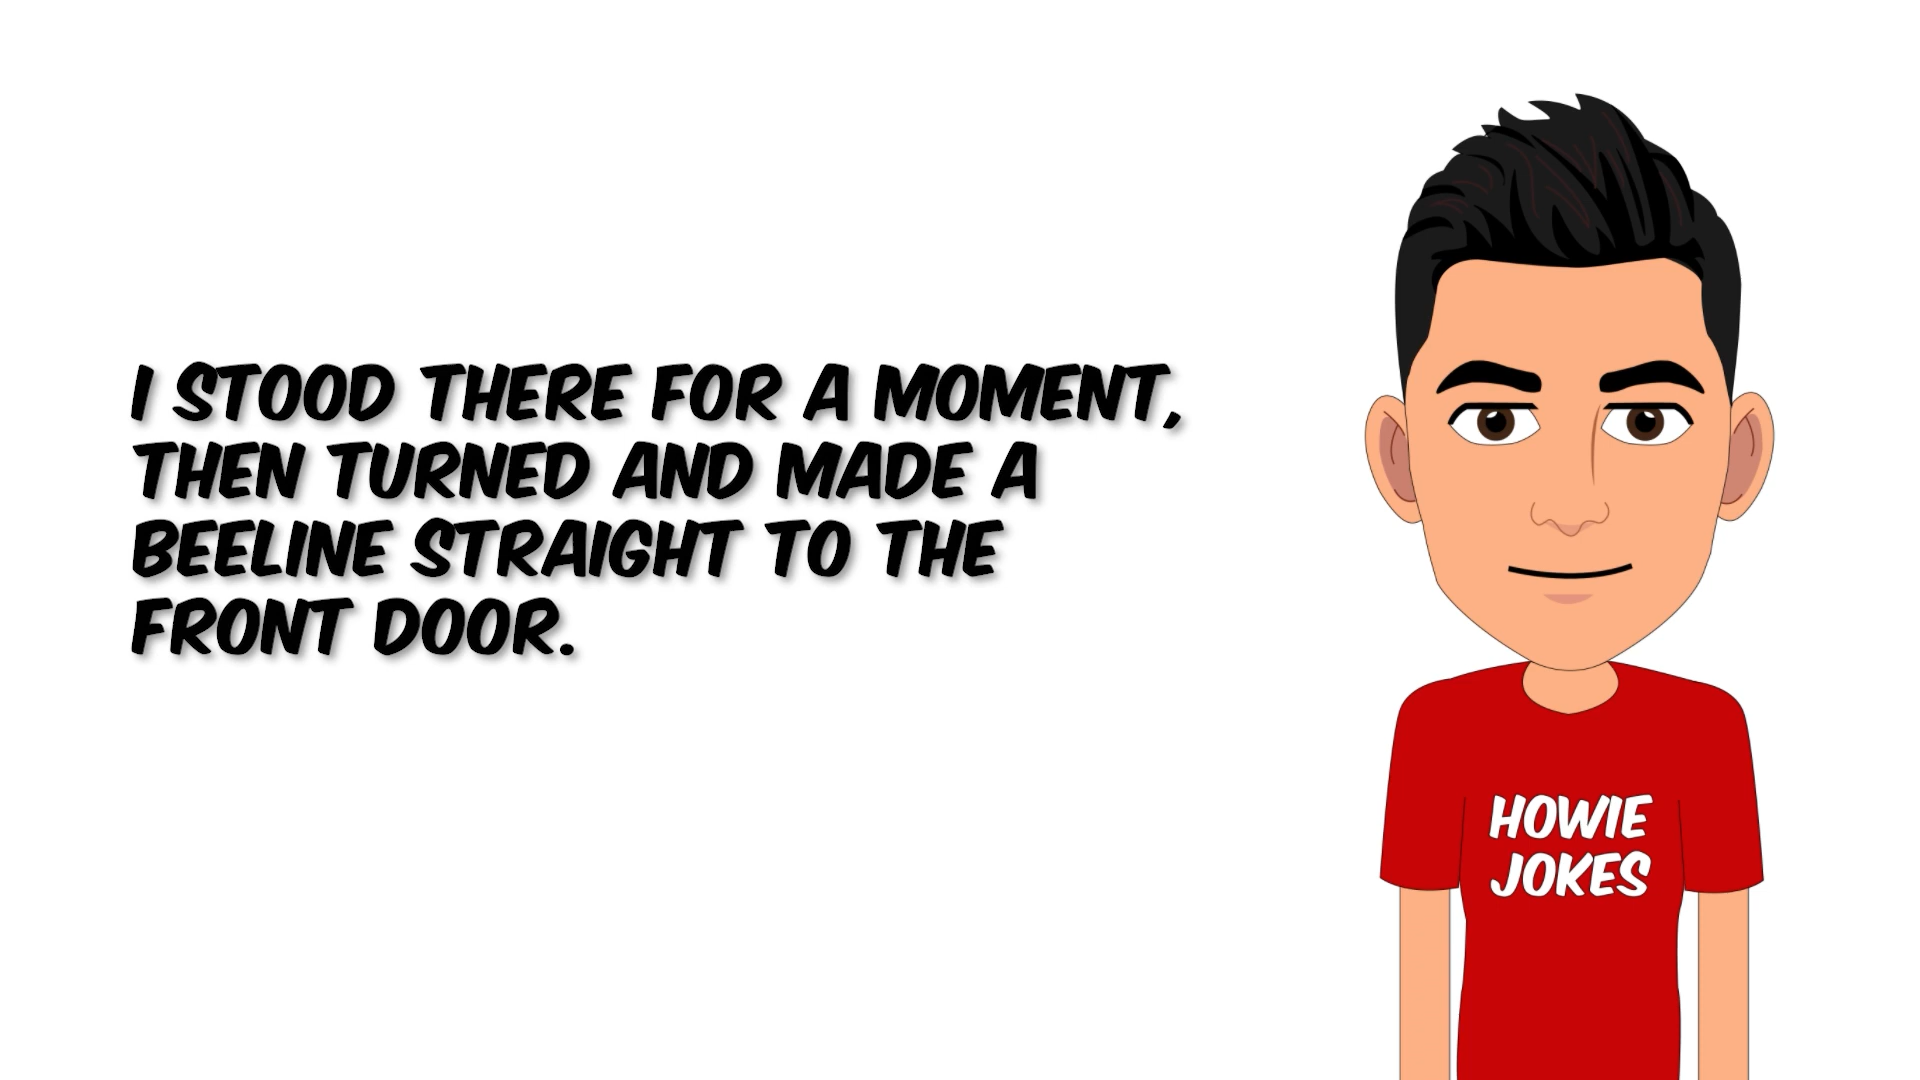 I STOOD THERE FOR A MOMENT,
THEN TURNED AND MADE A
BEELINE STRAIGHT TO THE
FRONT DOOR.
HOWIE
JOKES